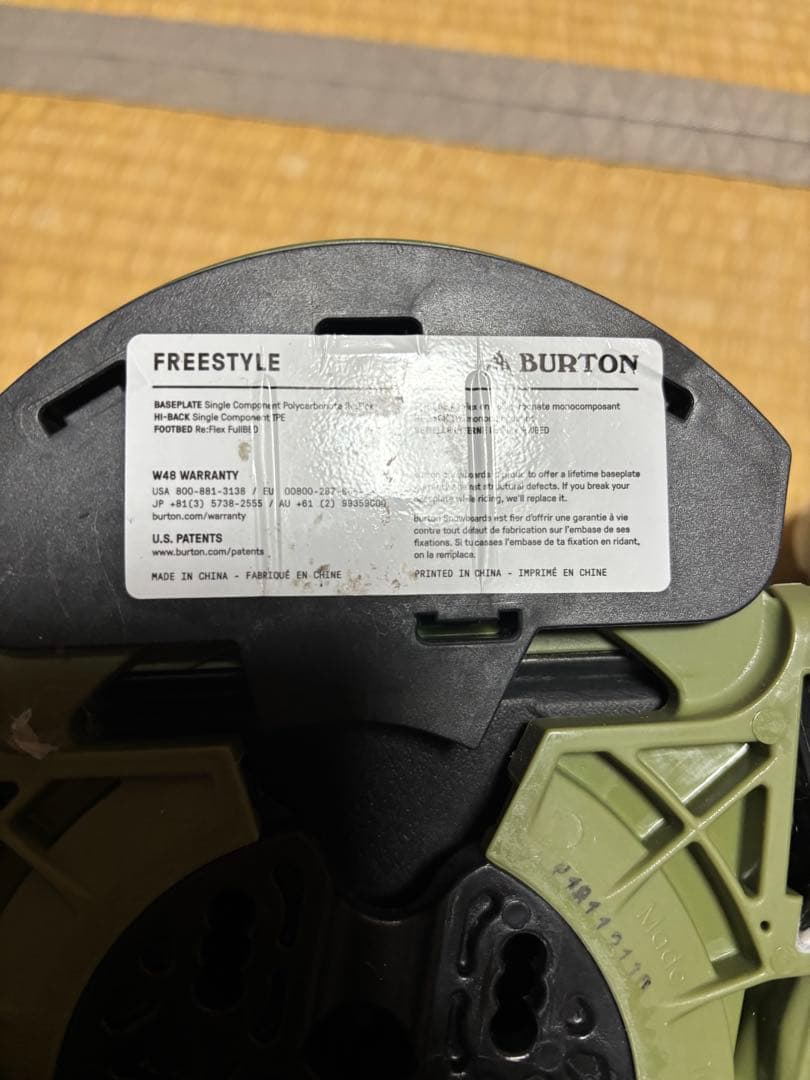 FREESTYLE
BURTON
BASEPLATE Single Component Polycarbonate
HI-BACK Single Component TPE
FOOTBED Re:Flex FullBED
monocomposant
W48 WARRANTY
USA 800-881-3138 / EU 00800-287-
JP +81(3) 5738-2555 / AU +61 (2) 99359600
burton.com/warranty
U.S. PATENTS
www.burton.com/patents
MADE IN CHINA - FABRIQUÉ EN CHINE
to offer a lifetime baseplate
structural defects. If you break your
while ricing, we'll replace it.
Burton Snowboards est fier d'offrir une garantie à vie
contre tout défaut de fabrication sur l'embase de ses
fixations. Si tu casses l'embase de ta fixation en ridant,
on la remplace.
PRINTED IN CHINA - IMPRIMÉ EN CHINE
Made